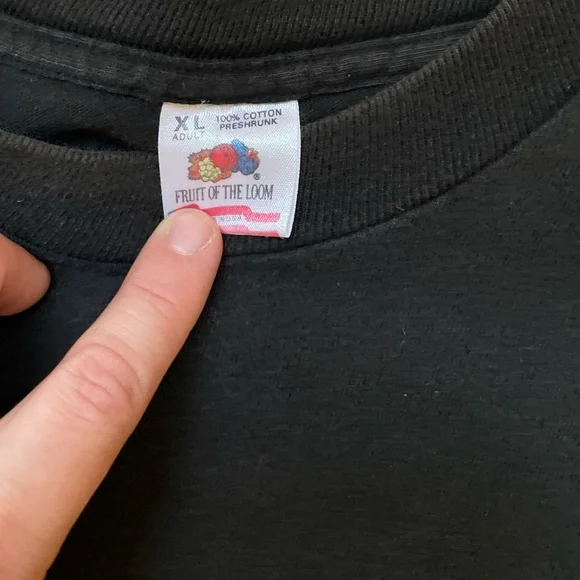 XL
ADULT
100% COTTON
PRESHRUNK
FRUIT OF THE LOOM
®